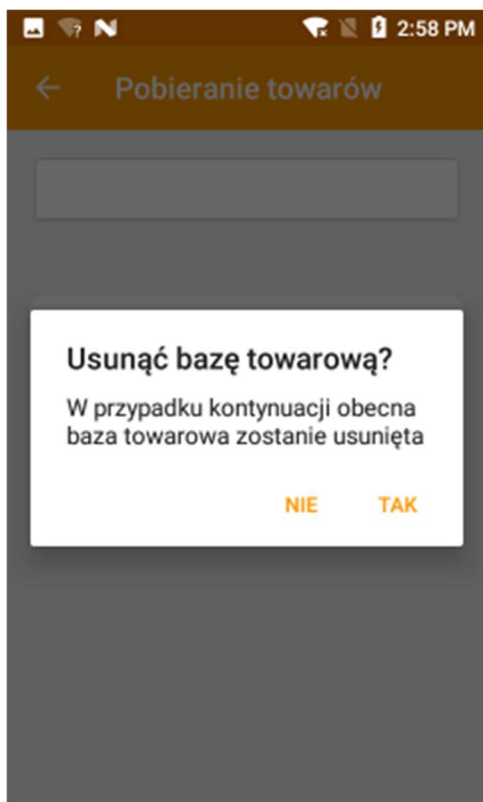 2:58 PM
Pobieranie towarów
Usunąć bazę towarową?
W przypadku kontynuacji obecna
baza towarowa zostanie usunięta
NIE TAK